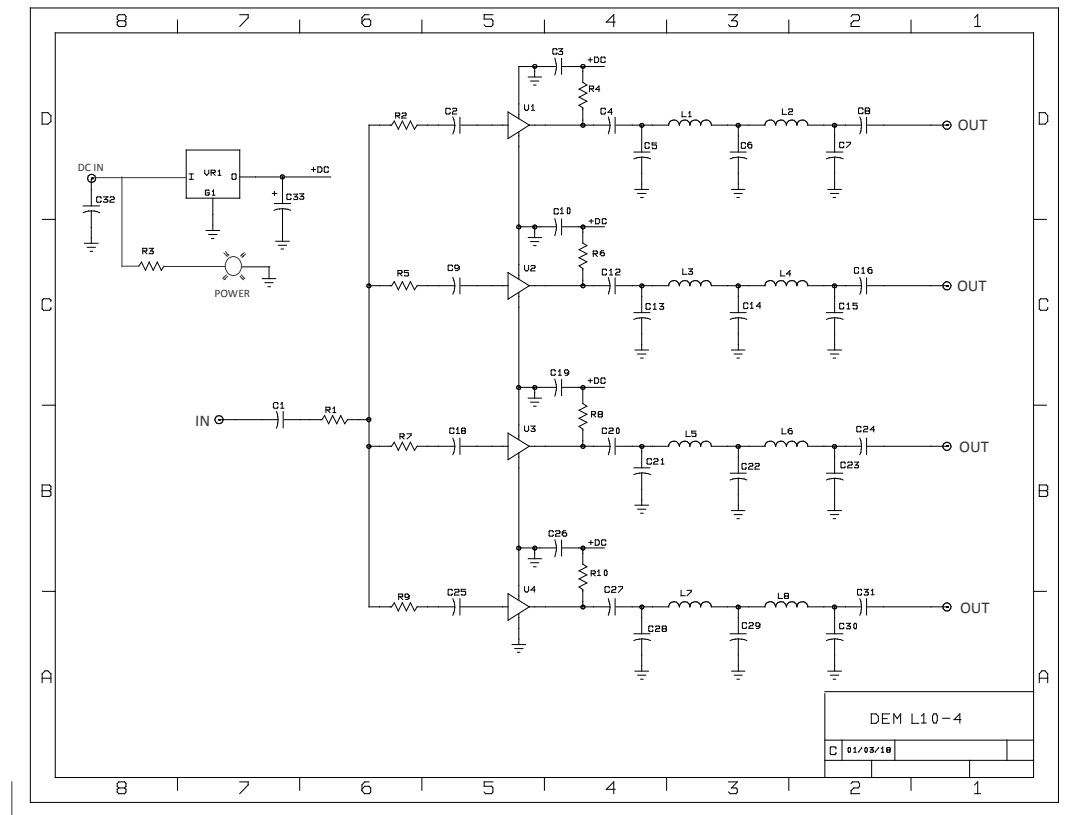 8 7 6 5 4 3 2 1
C3 +DC
R4
U1
R2 C2 C4 L1 L2 C8
D OUT D
C5 C6 C7
DC IN
VR1 I O +DC
G1
C32 + C33
C10 +DC
R3 R6
U2
POWER
R5 C9 C12 L3 L4 C16
OUT
C C
C13 C14 C15
C19 +DC
C1 R1 R8
IN
U3
R7 C18 C20 L5 L6 C24
OUT
C21 C22 C23
B B
C26 +DC
R10
U4
R9 C25 C27 L7 L8 C31
OUT
C28 C29 C30
A A
DEM L10-4
C 01/03/18
8 7 6 5 4 3 2 1